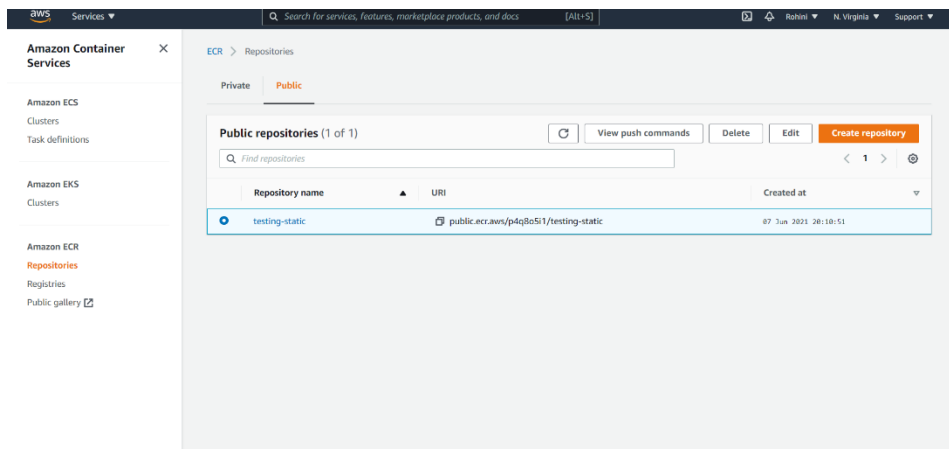 aws Services ▼ Search for services, features, marketplace products, and docs [Alt+S] Rohini ▼ N. Virginia ▼ Support ▼
Amazon Container Services
Amazon ECS
Clusters
Task definitions
Amazon EKS
Clusters
Amazon ECR
Repositories
Registries
Public gallery
ECR > Repositories
Private Public
Public repositories (1 of 1) View push commands Delete Edit Create repository
Find repositories < 1 >
Repository name ▲ URI Created at ▽
testing-static public.ecr.aws/p4q8o5i1/testing-static 07 Jun 2021 20:10:51